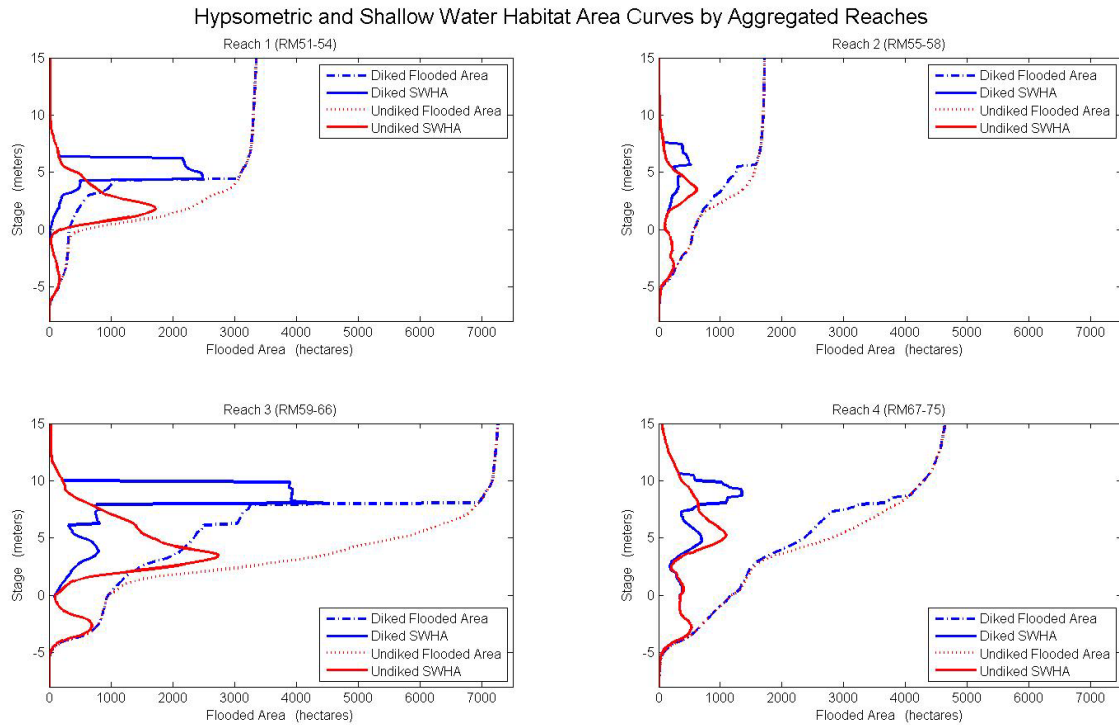 Hypsometric and Shallow Water Habitat Area Curves by Aggregated Reaches
Reach 1 (RM51-54)
15
10
5
0
-5
Stage (meters)
Diked Flooded Area
Diked SWHA
Undiked Flooded Area
Undiked SWHA
0 1000 2000 3000 4000 5000 6000 7000
Flooded Area (hectares)
Reach 2 (RM55-58)
15
10
5
0
-5
Stage (meters)
Diked Flooded Area
Diked SWHA
Undiked Flooded Area
Undiked SWHA
0 1000 2000 3000 4000 5000 6000 7000
Flooded Area (hectares)
Reach 3 (RM59-66)
15
10
5
0
-5
Stage (meters)
Diked Flooded Area
Diked SWHA
Undiked Flooded Area
Undiked SWHA
0 1000 2000 3000 4000 5000 6000 7000
Flooded Area (hectares)
Reach 4 (RM67-75)
15
10
5
0
-5
Stage (meters)
Diked Flooded Area
Diked SWHA
Undiked Flooded Area
Undiked SWHA
0 1000 2000 3000 4000 5000 6000 7000
Flooded Area (hectares)